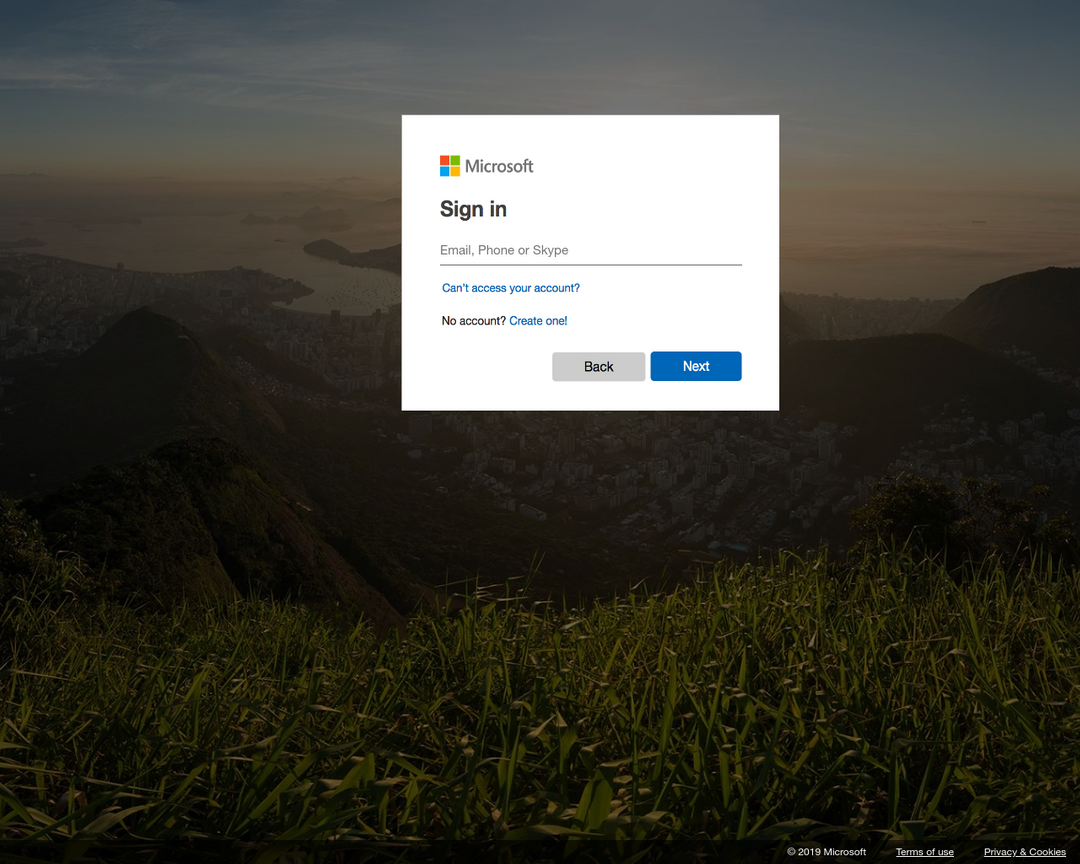 Microsoft
Sign in
Email, Phone or Skype
Can't access your account?
No account? Create one!
Back Next
© 2019 Microsoft Terms of use Privacy & Cookies